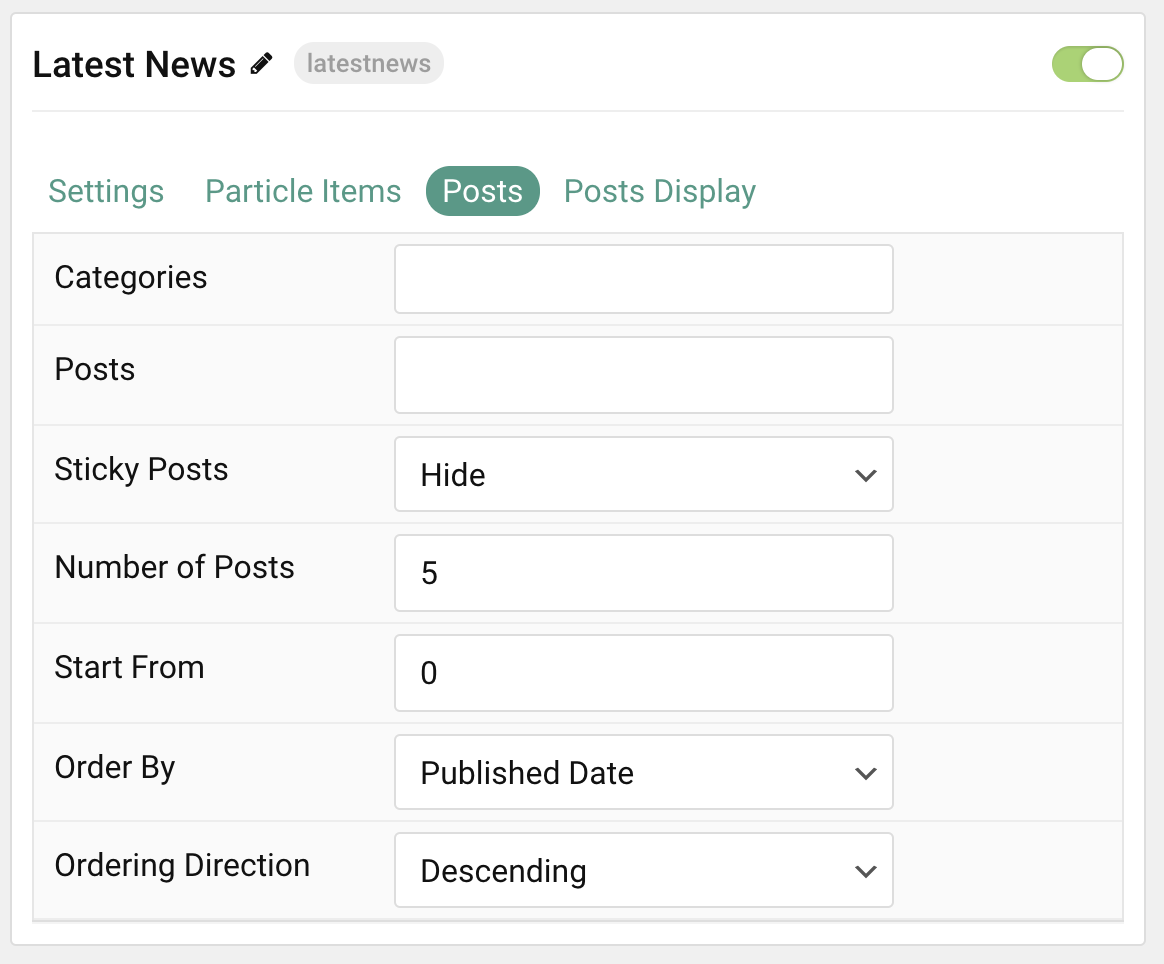 Latest News latestnews
Settings Particle Items Posts Posts Display
Categories
Posts
Sticky Posts Hide
Number of Posts 5
Start From 0
Order By Published Date
Ordering Direction Descending